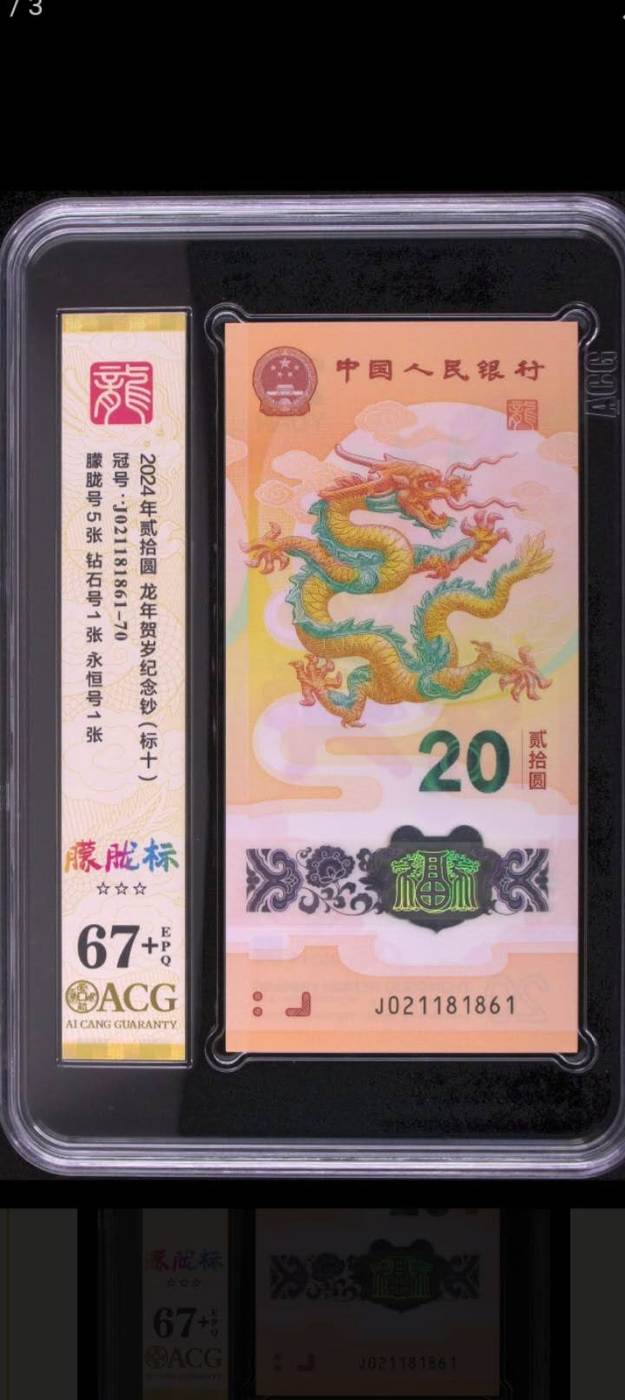 / 3
龍
2024年贰拾圆 龙年贺岁纪念钞(标十)
冠号:J021181861-70
朦胧号5张 钻石号1张 永恒号1张
朦胧标
☆☆☆
67+EPQ
ACG
AI CANG GUARANTY
中国人民银行
20
贰拾圆
福
J021181861
ACG
67+
ACG
J021181861